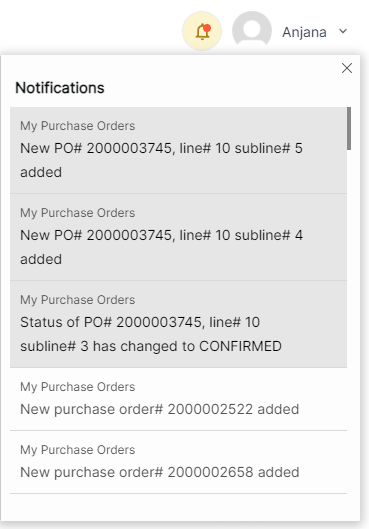 Anjana
Notifications
My Purchase Orders
New PO# 2000003745, line# 10 subline# 5
added
My Purchase Orders
New PO# 2000003745, line# 10 subline# 4
added
My Purchase Orders
Status of PO# 2000003745, line# 10
subline# 3 has changed to CONFIRMED
My Purchase Orders
New purchase order# 2000002522 added
My Purchase Orders
New purchase order# 2000002658 added